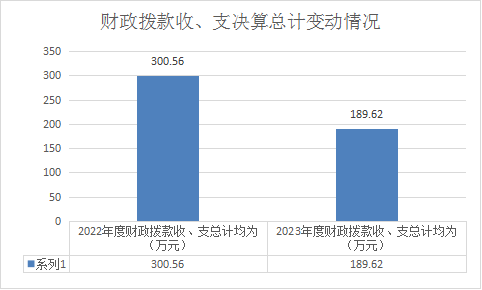 财政拨款收、支决算总计变动情况
350
300
250
200
150
100
50
0
300.56
189.62
2022年度财政拨款收、支总计均为
（万元）
2023年度财政拨款收、支总计均为
（万元）
系列1
300.56
189.62